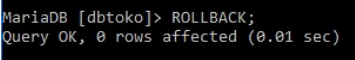 MariaDB [dbtoko]> ROLLBACK;
Query OK, 0 rows affected (0.01 sec)